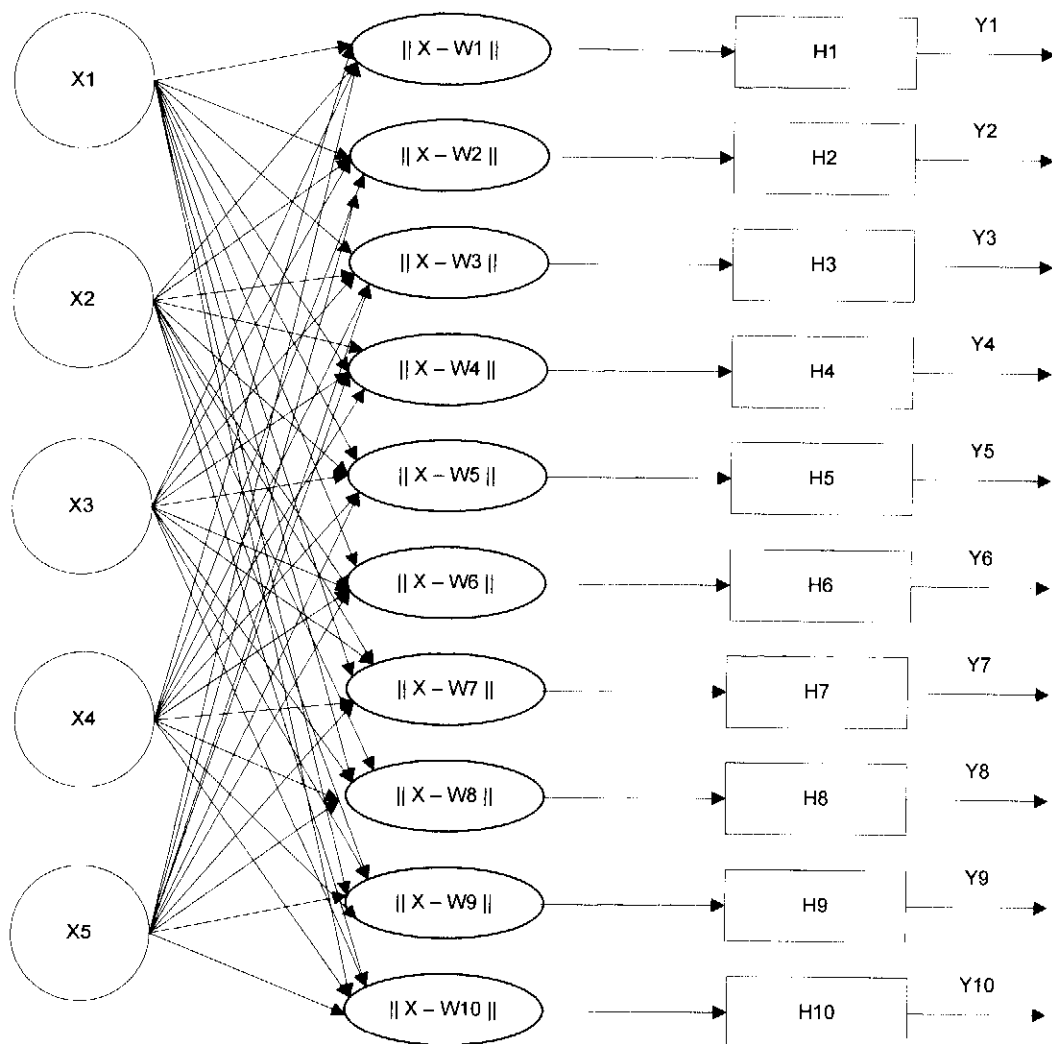 X1
X2
X3
X4
X5
|| X – W1 ||
|| X – W2 ||
|| X – W3 ||
|| X – W4 ||
|| X – W5 ||
|| X – W6 ||
|| X – W7 ||
|| X – W8 ||
|| X – W9 ||
|| X – W10 ||
H1
H2
H3
H4
H5
H6
H7
H8
H9
H10
Y1
Y2
Y3
Y4
Y5
Y6
Y7
Y8
Y9
Y10